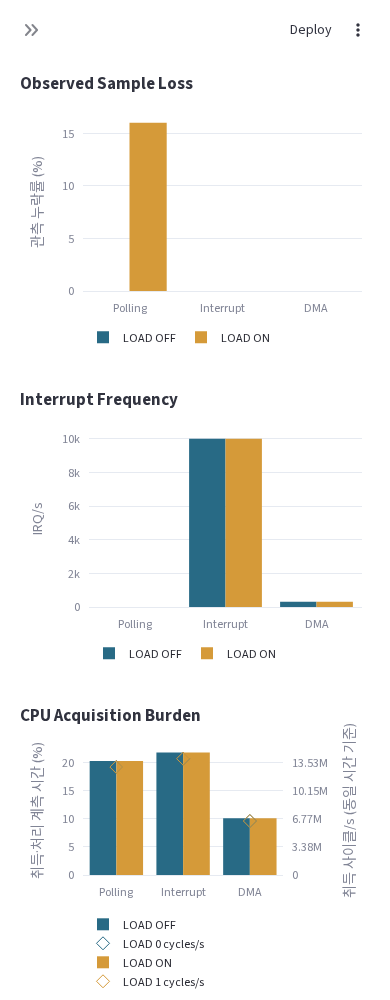 Deploy
Observed Sample Loss
관측 누락률 (%)
15
10
5
0
Polling Interrupt DMA
LOAD OFF LOAD ON
Interrupt Frequency
IRQ/s
10k
8k
6k
4k
2k
0
Polling Interrupt DMA
LOAD OFF LOAD ON
CPU Acquisition Burden
취득·처리 계측 시간 (%)
취득 사이클/s (동일 시간 기준)
20 13.53M
15 10.15M
10 6.77M
5 3.38M
0 0
Polling Interrupt DMA
LOAD OFF
LOAD 0 cycles/s
LOAD ON
LOAD 1 cycles/s